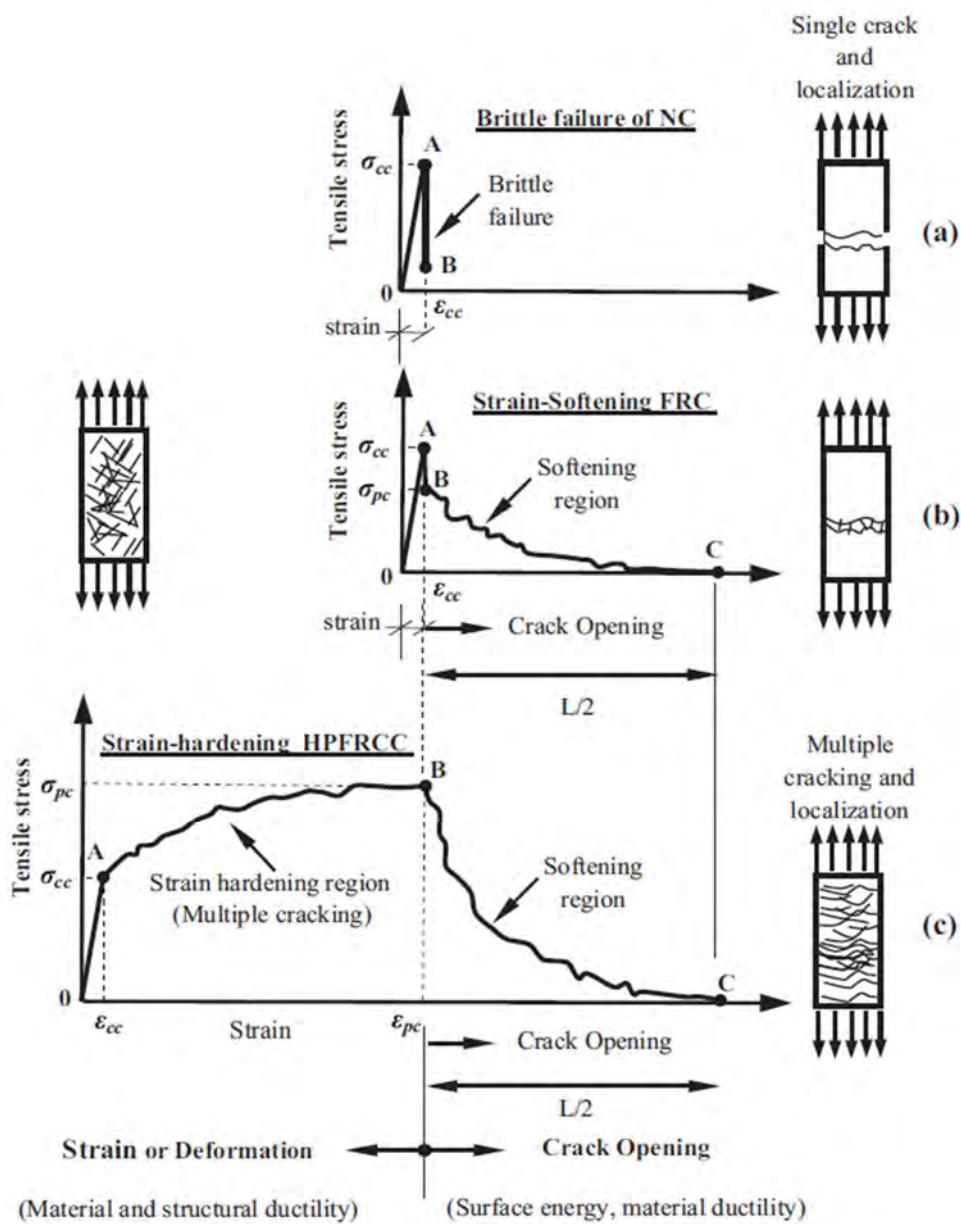 Single crack
and
localization
Brittle failure of NC
Tensile stress
σcc
A
Brittle
failure
B
0
εcc
strain
(a)
Strain-Softening FRC
Tensile stress
σcc
A
σpc
B
Softening
region
C
0
εcc
strain
Crack Opening
L/2
(b)
Strain-hardening HPFRCC
Tensile stress
σpc
B
A
σcc
Strain hardening region
(Multiple cracking)
Softening
region
C
0
εcc
Strain
εpc
Crack Opening
L/2
Multiple
cracking and
localization
(c)
Strain or Deformation
Crack Opening
(Material and structural ductility)
(Surface energy, material ductility)